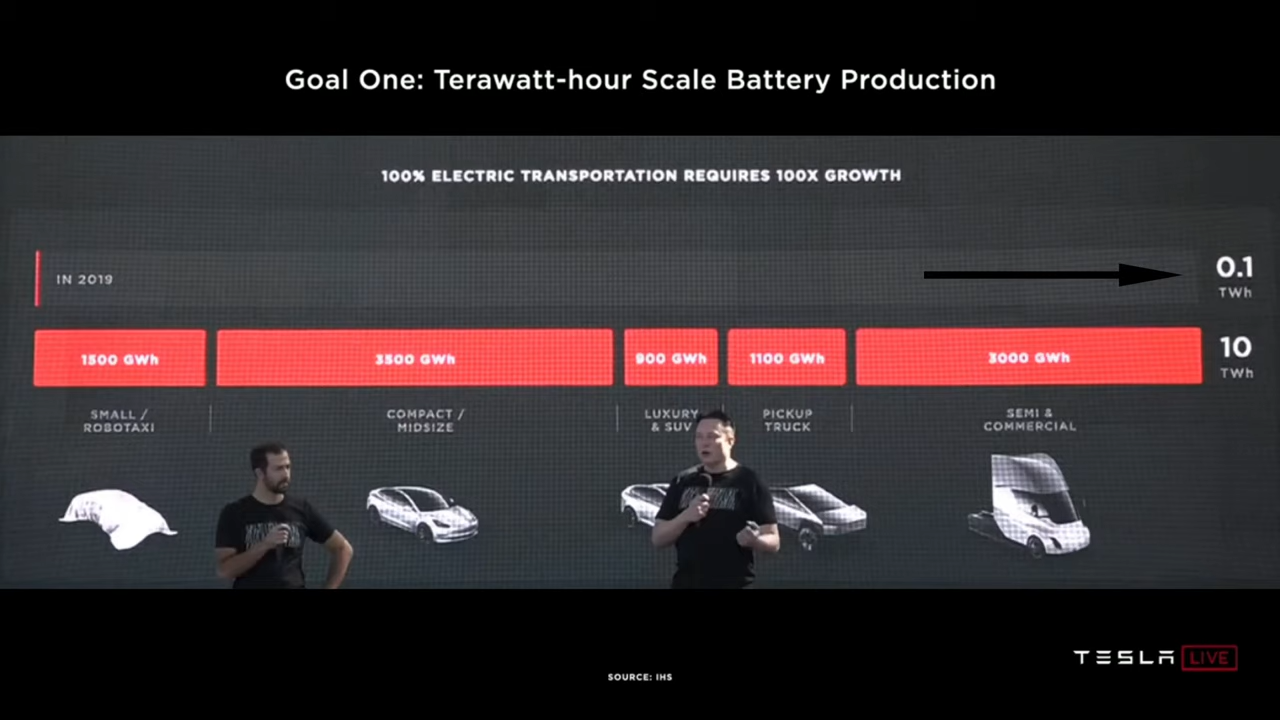 Goal One: Terawatt-hour Scale Battery Production
100% ELECTRIC TRANSPORTATION REQUIRES 100X GROWTH
IN 2019
0.1
TWh
1500 GWh
3500 GWh
900 GWh
1100 GWh
3000 GWh
10
TWh
SMALL /
ROBOTAXI
COMPACT /
MIDSIZE
LUXURY
& SUV
PICKUP
TRUCK
SEMI &
COMMERCIAL
TESLA LIVE
SOURCE: IHS